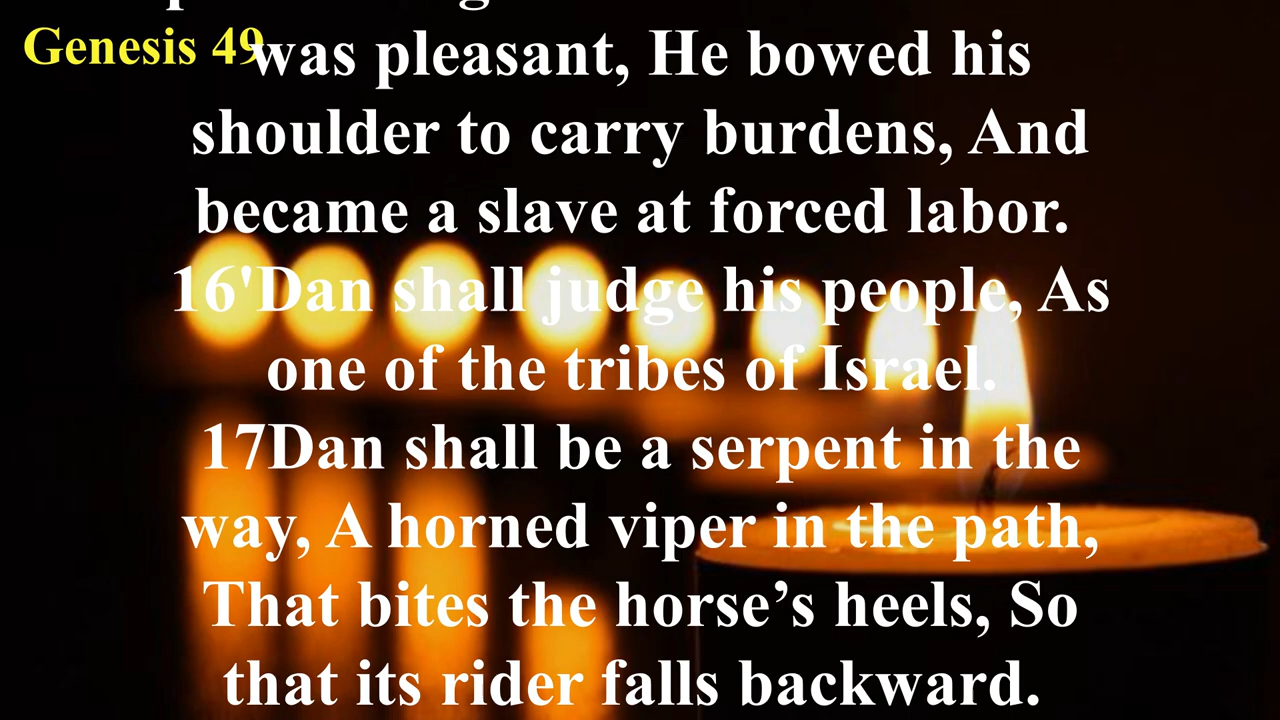 Genesis 49
was pleasant, He bowed his
shoulder to carry burdens, And
became a slave at forced labor.
16'Dan shall judge his people, As
one of the tribes of Israel.
17Dan shall be a serpent in the
way, A horned viper in the path,
That bites the horse’s heels, So
that its rider falls backward.